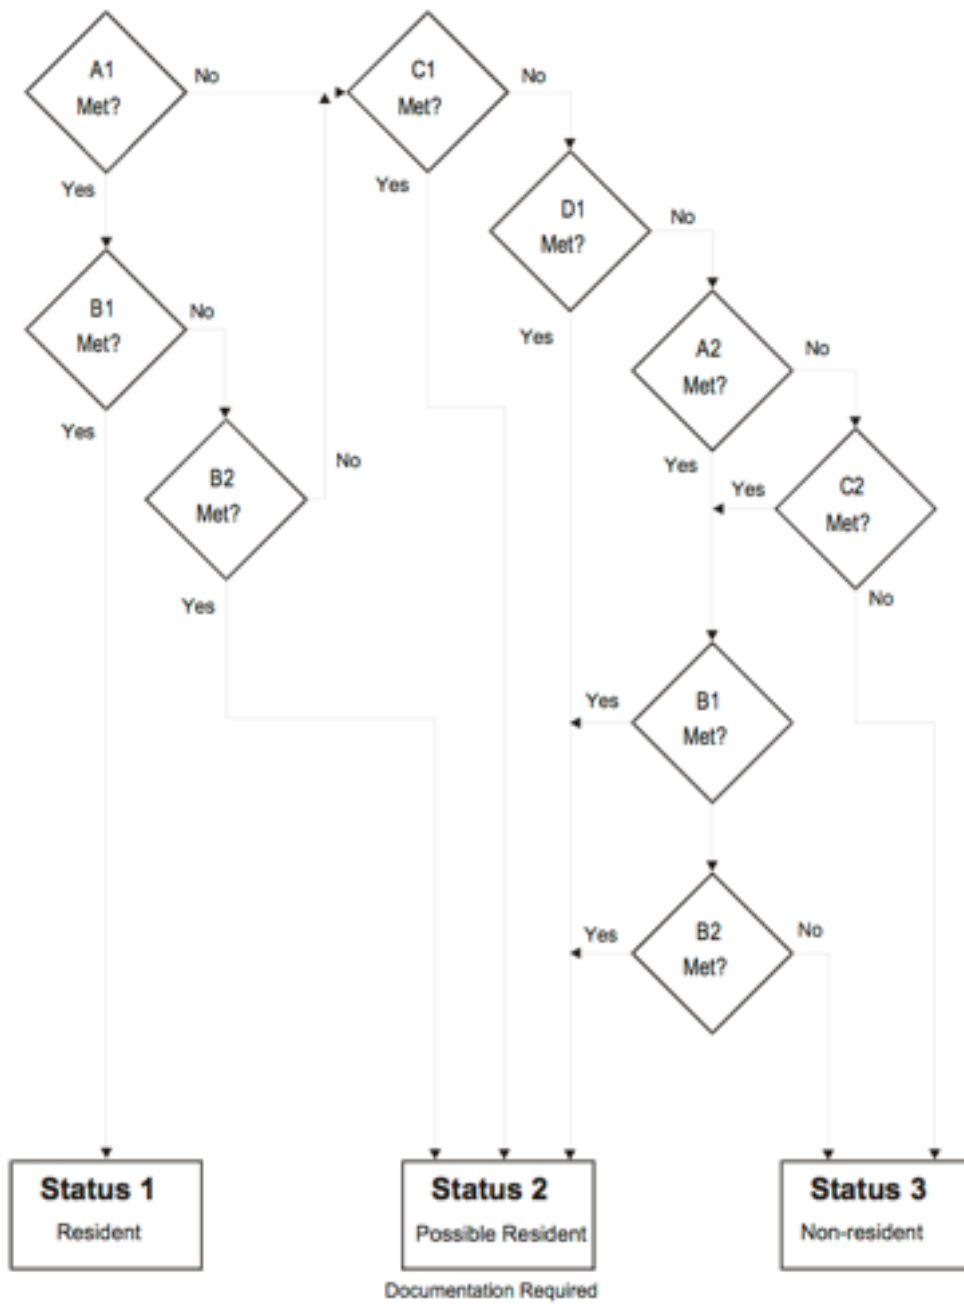 A1
Met?
No
Yes
C1
Met?
No
Yes
D1
Met?
No
Yes
B1
Met?
No
Yes
A2
Met?
No
Yes
B2
Met?
No
Yes
C2
Met?
Yes
No
B1
Met?
Yes
B2
Met?
Yes
No
Status 1
Resident
Status 2
Possible Resident
Documentation Required
Status 3
Non-resident